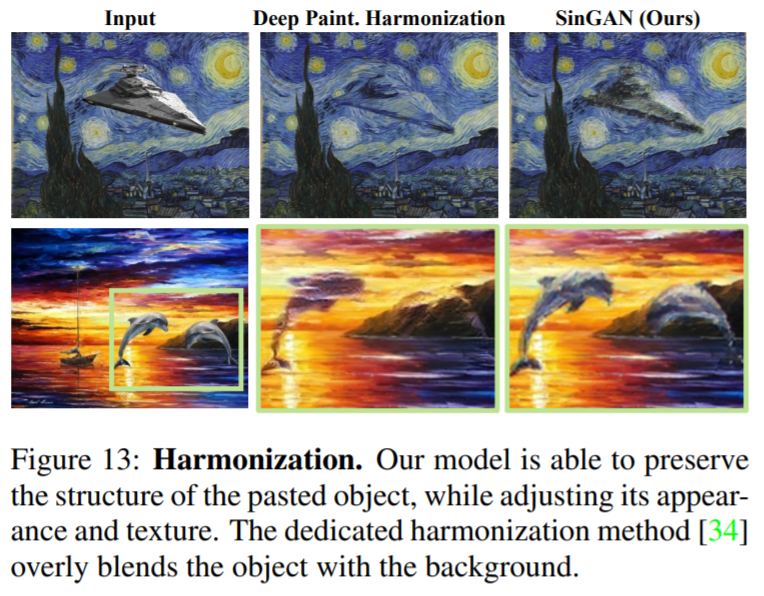 Input Deep Paint. Harmonization SinGAN (Ours)
Figure 13: Harmonization. Our model is able to preserve
the structure of the pasted object, while adjusting its appear-
ance and texture. The dedicated harmonization method [34]
overly blends the object with the background.